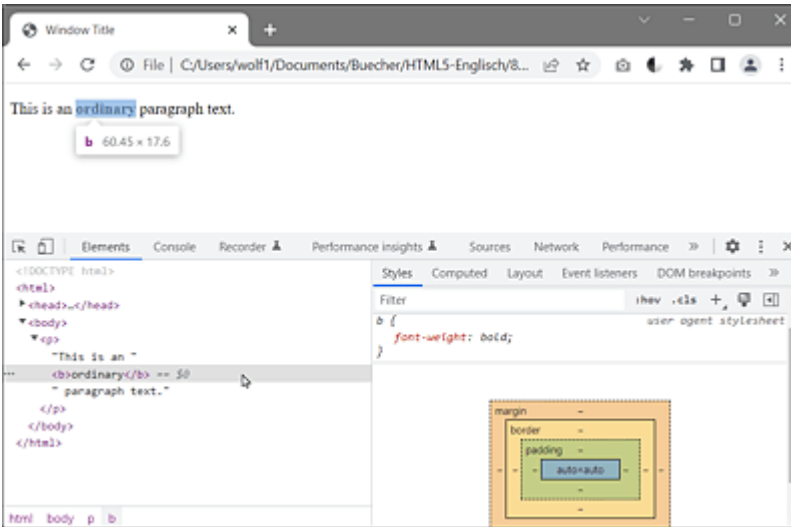 Window Title
File | C:/Users/wolf1/Documents/Buecher/HTML5-Englisch/8...
This is an ordinary paragraph text.
b 60.45 × 17.6
Elements Console Recorder Performance insights Sources Network Performance »
<!DOCTYPE html>
<html>
<head>…</head>
<body>
<p>
"This is an "
... <b>ordinary</b> == $0
" paragraph text."
</p>
</body>
</html>
html body p b
Styles Computed Layout Event listeners DOM breakpoints »
Filter :hov .cls +
b { user agent stylesheet
font-weight: bold;
}
margin -
border -
padding -
- - - auto×auto - - -
-
-